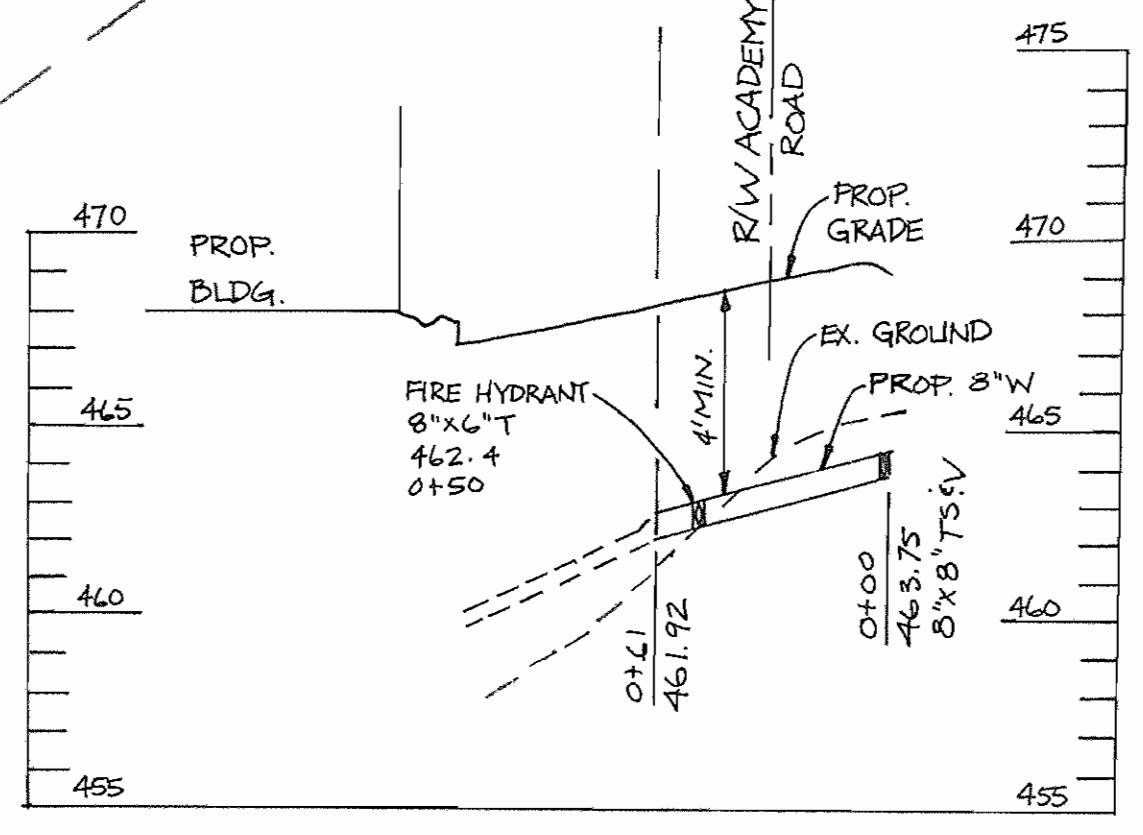 475
R/W ACADEMY
ROAD
470
PROP.
BLDG.
PROP.
GRADE
470
EX. GROUND
PROP. 8"W
465
FIRE HYDRANT
8"x6"T
462.4
0+50
4' MIN.
465
460
0+61
461.92
0+00
463.75
8"x8" TS&V
460
455
455